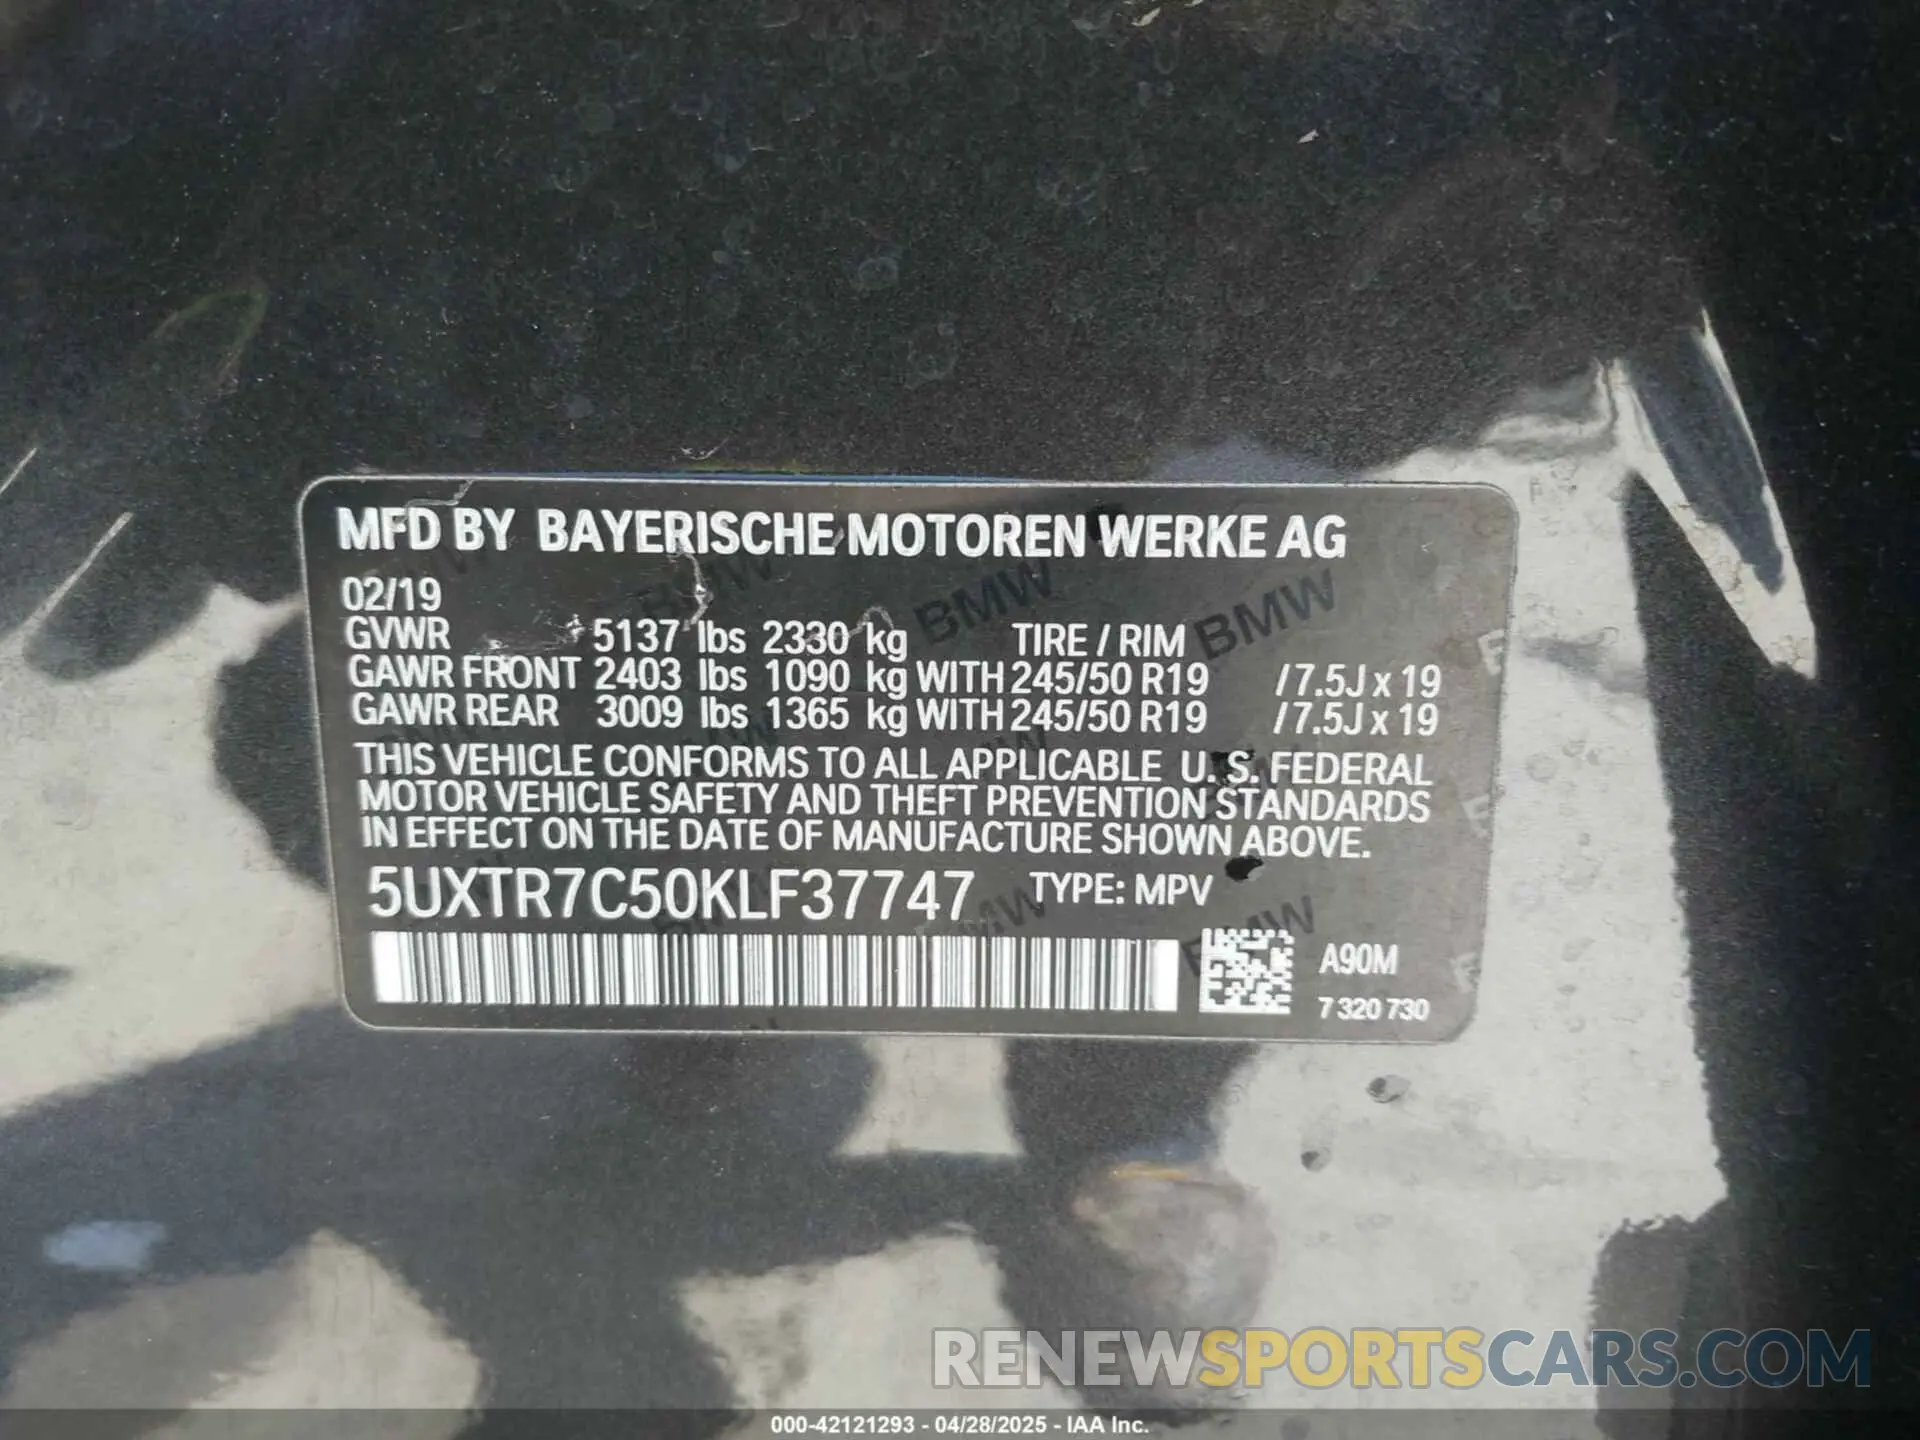 MFD BY BAYERISCHE MOTOREN WERKE AG
02/19
GVWR 5137 lbs 2330 kg TIRE / RIM
GAWR FRONT 2403 lbs 1090 kg WITH 245/50 R19 / 7.5J x 19
GAWR REAR 3009 lbs 1365 kg WITH 245/50 R19 / 7.5J x 19
THIS VEHICLE CONFORMS TO ALL APPLICABLE U.S. FEDERAL
MOTOR VEHICLE SAFETY AND THEFT PREVENTION STANDARDS
IN EFFECT ON THE DATE OF MANUFACTURE SHOWN ABOVE.
5UXTR7C50KLF37747 TYPE: MPV
A90M
7 320 730
RENEWSPORTSCARS.COM
000-42121293 - 04/28/2025 - IAA Inc.